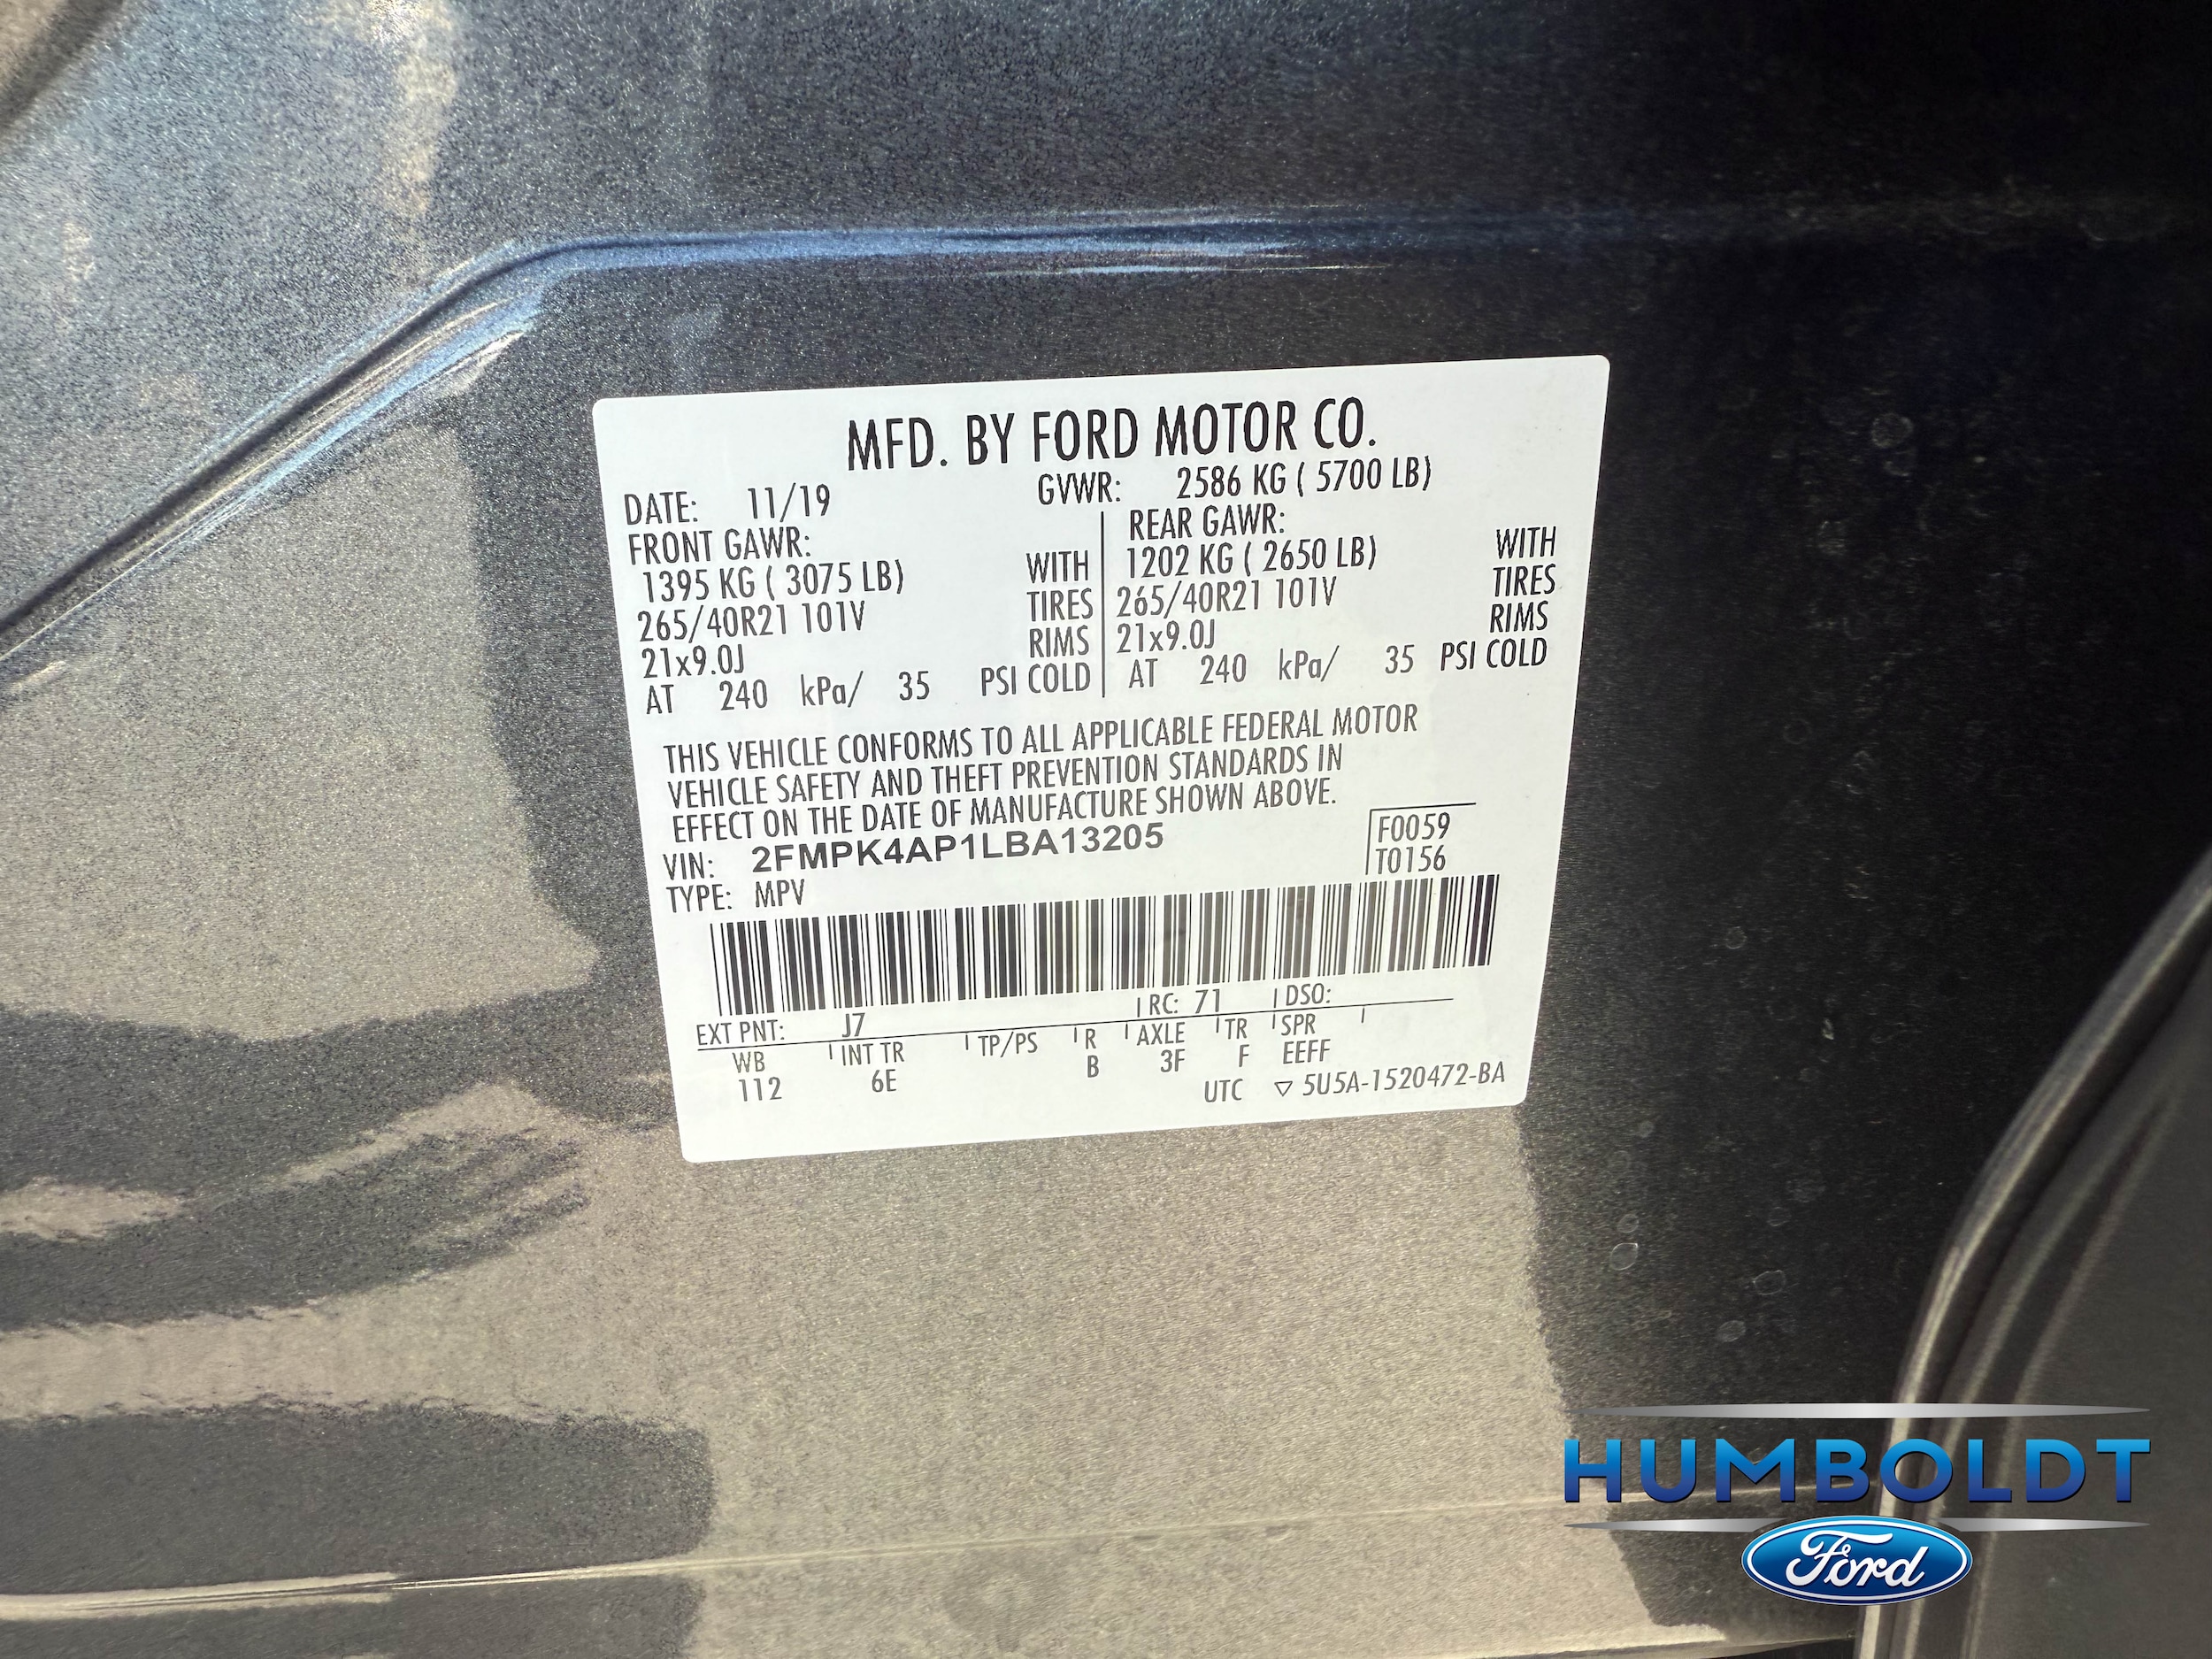 MFD. BY FORD MOTOR CO.
DATE: 11/19 GVWR: 2586 KG ( 5700 LB)
FRONT GAWR: REAR GAWR:
1395 KG ( 3075 LB) WITH 1202 KG ( 2650 LB) WITH
265/40R21 101V TIRES 265/40R21 101V TIRES
21x9.0J RIMS 21x9.0J RIMS
AT 240 kPa/ 35 PSI COLD AT 240 kPa/ 35 PSI COLD
THIS VEHICLE CONFORMS TO ALL APPLICABLE FEDERAL MOTOR
VEHICLE SAFETY AND THEFT PREVENTION STANDARDS IN
EFFECT ON THE DATE OF MANUFACTURE SHOWN ABOVE.
VIN: 2FMPK4AP1LBA13205 F0059
TYPE: MPV T0156
EXT PNT: J7 RC: 71 DSO:
WB INT TR TP/PS R AXLE TR SPR
112 6E B 3F F EEFF
UTC ▽ 5U5A-1520472-BA
HUMBOLDT
Ford